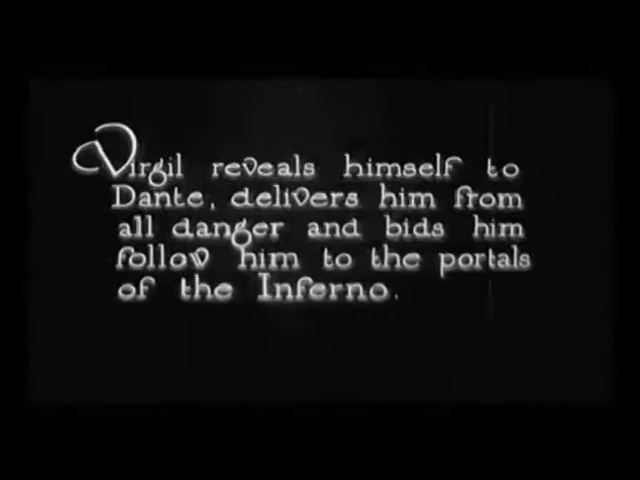 Virgil reveals himself to
Dante, delivers him from
all danger and bids him
follow him to the portals
of the Inferno.